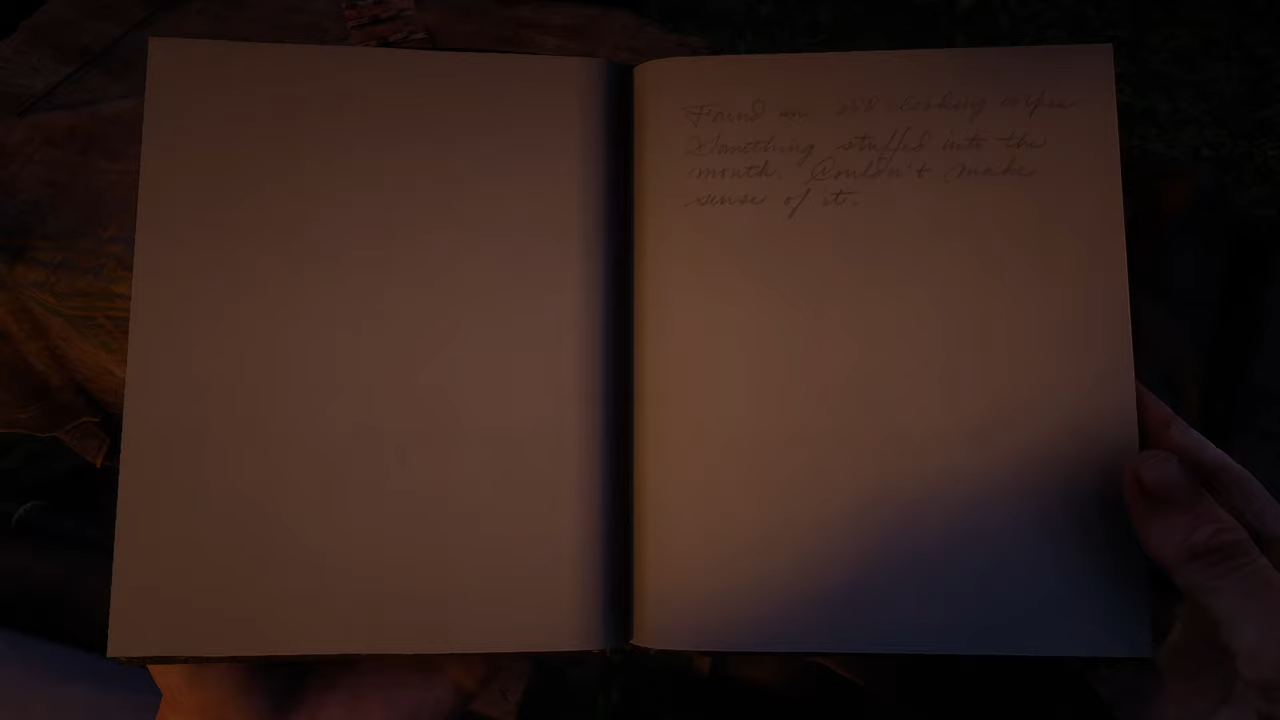 Found an odd looking corpse
Something stuffed into the
mouth. Couldn't make
sense of it.